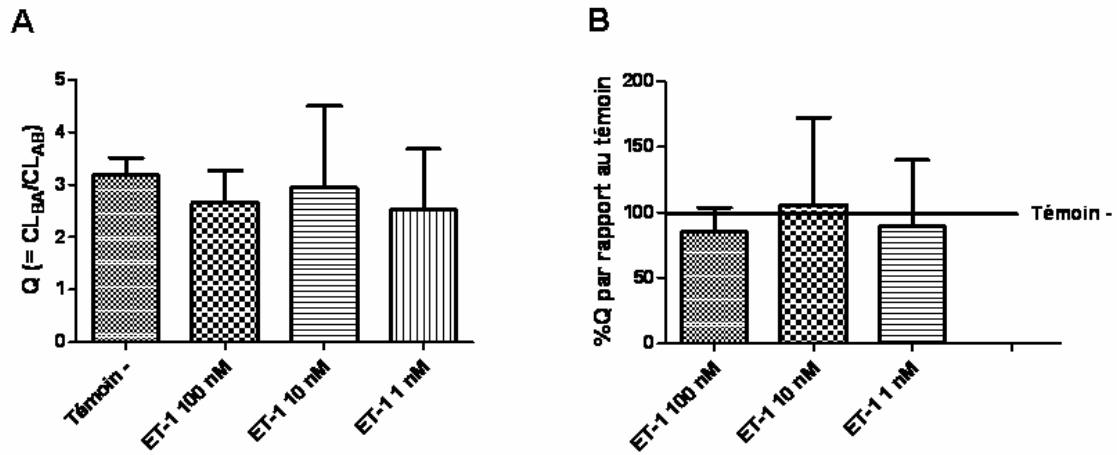 A
Q (= CL_BA/CL_AB)
5
4
3
2
1
0
Témoin -
ET-1 100 nM
ET-1 10 nM
ET-1 1 nM
B
%Q par rapport au témoin
200
150
100
50
0
Témoin -
ET-1 100 nM
ET-1 10 nM
ET-1 1 nM